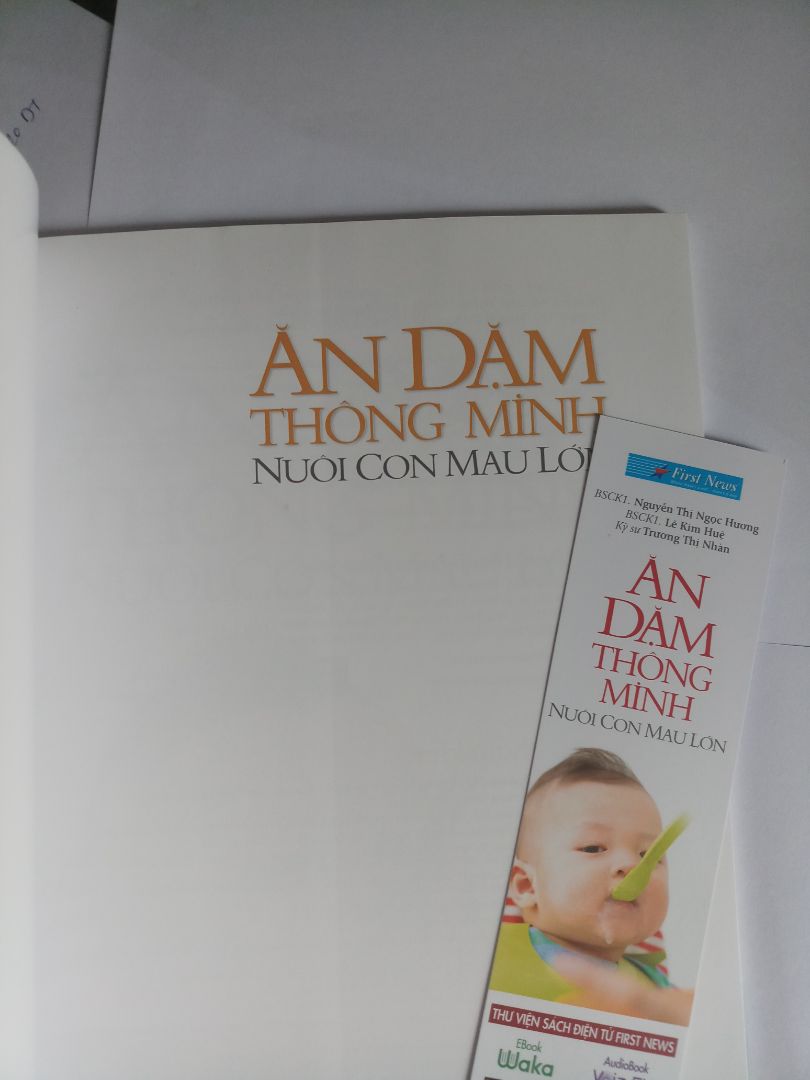 ĂN DẶM
THÔNG MINH
NUÔI CON MAU LỚN
First News
BSCK1. Nguyễn Thị Ngọc Hương
BSCK1. Lê Kim Huệ
Kỹ sư Trương Thị Nhàn
ĂN
DẶM
THÔNG
MINH
NUÔI CON MAU LỚN
THƯ VIỆN SÁCH ĐIỆN TỬ FIRST NEWS
EBook
Waka
AudioBook